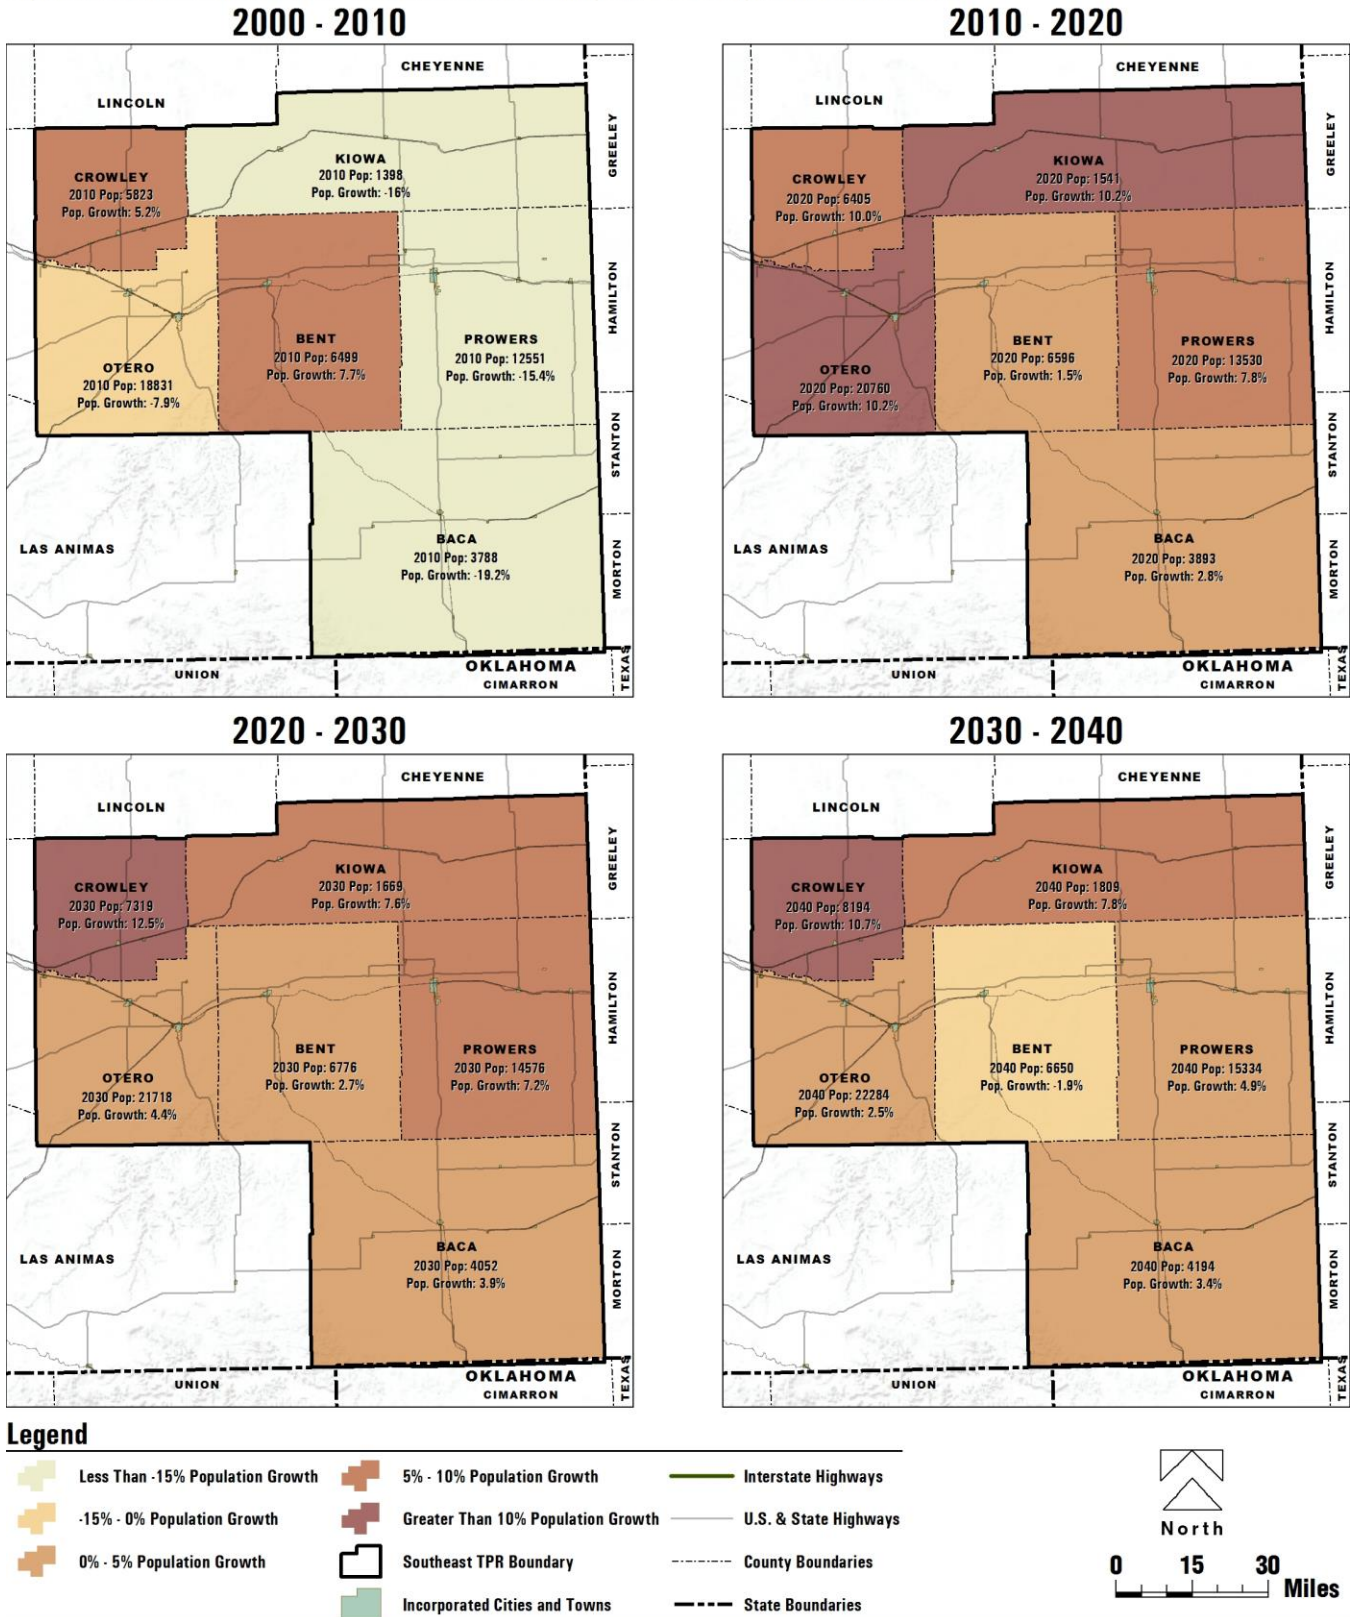 2000 - 2010
CHEYENNE
LINCOLN
GREELEY
KIOWA
2010 Pop: 1398
Pop. Growth: -16%
CROWLEY
2010 Pop: 5823
Pop. Growth: 5.2%
HAMILTON
BENT
2010 Pop: 6499
Pop. Growth: 7.7%
PROWERS
2010 Pop: 12551
Pop. Growth: -15.4%
OTERO
2010 Pop: 18831
Pop. Growth: -7.9%
STANTON
LAS ANIMAS
BACA
2010 Pop: 3788
Pop. Growth: -19.2%
MORTON
OKLAHOMA
UNION
CIMARRON
TEXAS
2010 - 2020
CHEYENNE
LINCOLN
GREELEY
KIOWA
2020 Pop: 1541
Pop. Growth: 10.2%
CROWLEY
2020 Pop: 6405
Pop. Growth: 10.0%
HAMILTON
BENT
2020 Pop: 6596
Pop. Growth: 1.5%
PROWERS
2020 Pop: 13530
Pop. Growth: 7.8%
OTERO
2020 Pop: 20760
Pop. Growth: 10.2%
STANTON
LAS ANIMAS
BACA
2020 Pop: 3893
Pop. Growth: 2.8%
MORTON
OKLAHOMA
UNION
CIMARRON
TEXAS
2020 - 2030
CHEYENNE
LINCOLN
GREELEY
KIOWA
2030 Pop: 1669
Pop. Growth: 7.6%
CROWLEY
2030 Pop: 7319
Pop. Growth: 12.5%
HAMILTON
BENT
2030 Pop: 6776
Pop. Growth: 2.7%
PROWERS
2030 Pop: 14576
Pop. Growth: 7.2%
OTERO
2030 Pop: 21718
Pop. Growth: 4.4%
STANTON
LAS ANIMAS
BACA
2030 Pop: 4052
Pop. Growth: 3.9%
MORTON
OKLAHOMA
UNION
CIMARRON
TEXAS
2030 - 2040
CHEYENNE
LINCOLN
GREELEY
KIOWA
2040 Pop: 1809
Pop. Growth: 7.8%
CROWLEY
2040 Pop: 8194
Pop. Growth: 10.7%
HAMILTON
BENT
2040 Pop: 6650
Pop. Growth: -1.9%
PROWERS
2040 Pop: 15334
Pop. Growth: 4.9%
OTERO
2040 Pop: 22284
Pop. Growth: 2.5%
STANTON
LAS ANIMAS
BACA
2040 Pop: 4194
Pop. Growth: 3.4%
MORTON
OKLAHOMA
UNION
CIMARRON
TEXAS
Legend
Less Than -15% Population Growth
-15% - 0% Population Growth
0% - 5% Population Growth
5% - 10% Population Growth
Greater Than 10% Population Growth
Southeast TPR Boundary
Incorporated Cities and Towns
Interstate Highways
U.S. & State Highways
County Boundaries
State Boundaries
North
0 15 30
Miles